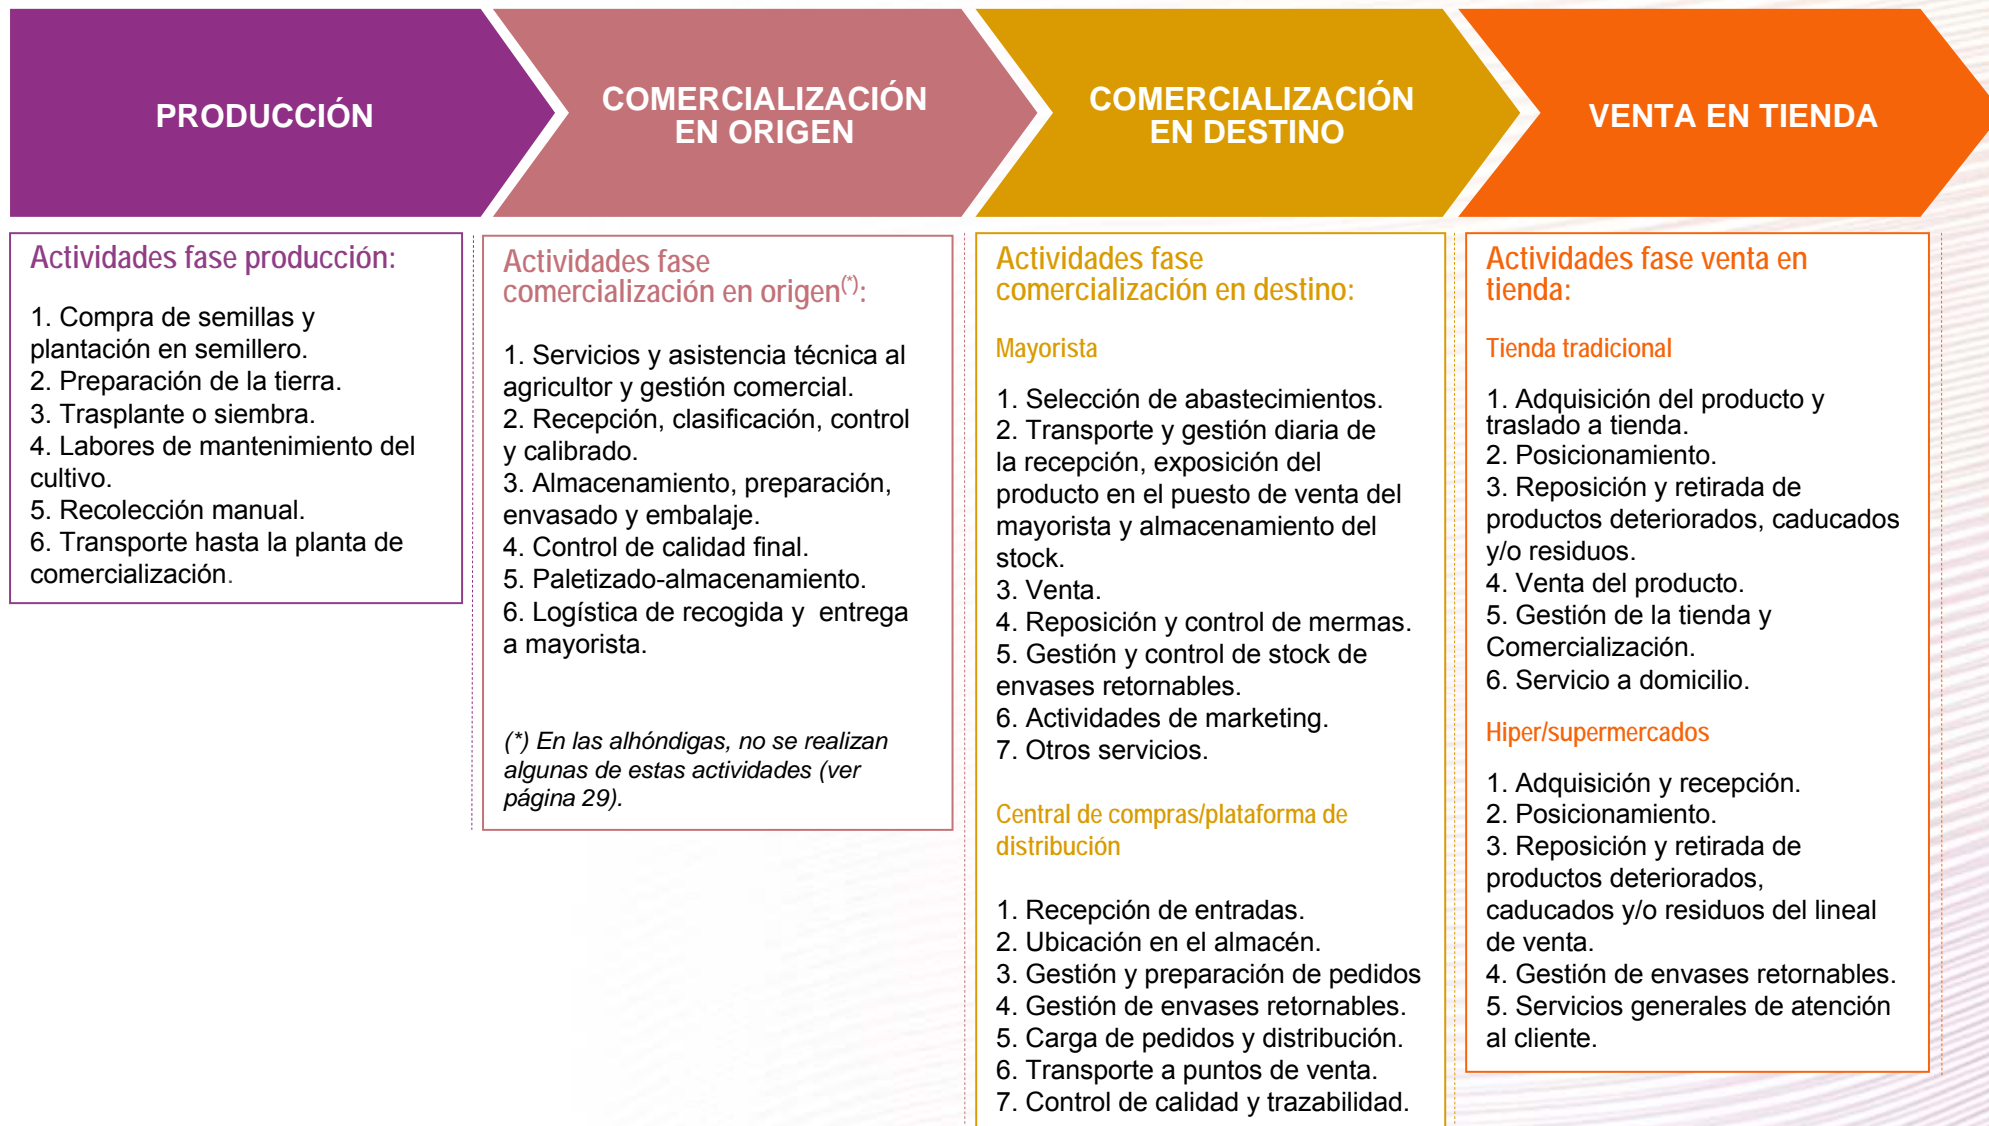 PRODUCCIÓN
COMERCIALIZACIÓN
EN ORIGEN
COMERCIALIZACIÓN
EN DESTINO
VENTA EN TIENDA
Actividades fase producción:
1. Compra de semillas y
plantación en semillero.
2. Preparación de la tierra.
3. Trasplante o siembra.
4. Labores de mantenimiento del
cultivo.
5. Recolección manual.
6. Transporte hasta la planta de
comercialización.
Actividades fase
comercialización en origen(*):
1. Servicios y asistencia técnica al
agricultor y gestión comercial.
2. Recepción, clasificación, control
y calibrado.
3. Almacenamiento, preparación,
envasado y embalaje.
4. Control de calidad final.
5. Paletizado-almacenamiento.
6. Logística de recogida y  entrega
a mayorista.
(*) En las alhóndigas, no se realizan
algunas de estas actividades (ver
página 29).
Actividades fase
comercialización en destino:
Mayorista
1. Selección de abastecimientos.
2. Transporte y gestión diaria de
la recepción, exposición del
producto en el puesto de venta del
mayorista y almacenamiento del
stock.
3. Venta.
4. Reposición y control de mermas.
5. Gestión y control de stock de
envases retornables.
6. Actividades de marketing.
7. Otros servicios.
Central de compras/plataforma de
distribución
1. Recepción de entradas.
2. Ubicación en el almacén.
3. Gestión y preparación de pedidos
4. Gestión de envases retornables.
5. Carga de pedidos y distribución.
6. Transporte a puntos de venta.
7. Control de calidad y trazabilidad.
Actividades fase venta en
tienda:
Tienda tradicional
1. Adquisición del producto y
traslado a tienda.
2. Posicionamiento.
3. Reposición y retirada de
productos deteriorados, caducados
y/o residuos.
4. Venta del producto.
5. Gestión de la tienda y
Comercialización.
6. Servicio a domicilio.
Hiper/supermercados
1. Adquisición y recepción.
2. Posicionamiento.
3. Reposición y retirada de
productos deteriorados,
caducados y/o residuos del lineal
de venta.
4. Gestión de envases retornables.
5. Servicios generales de atención
al cliente.